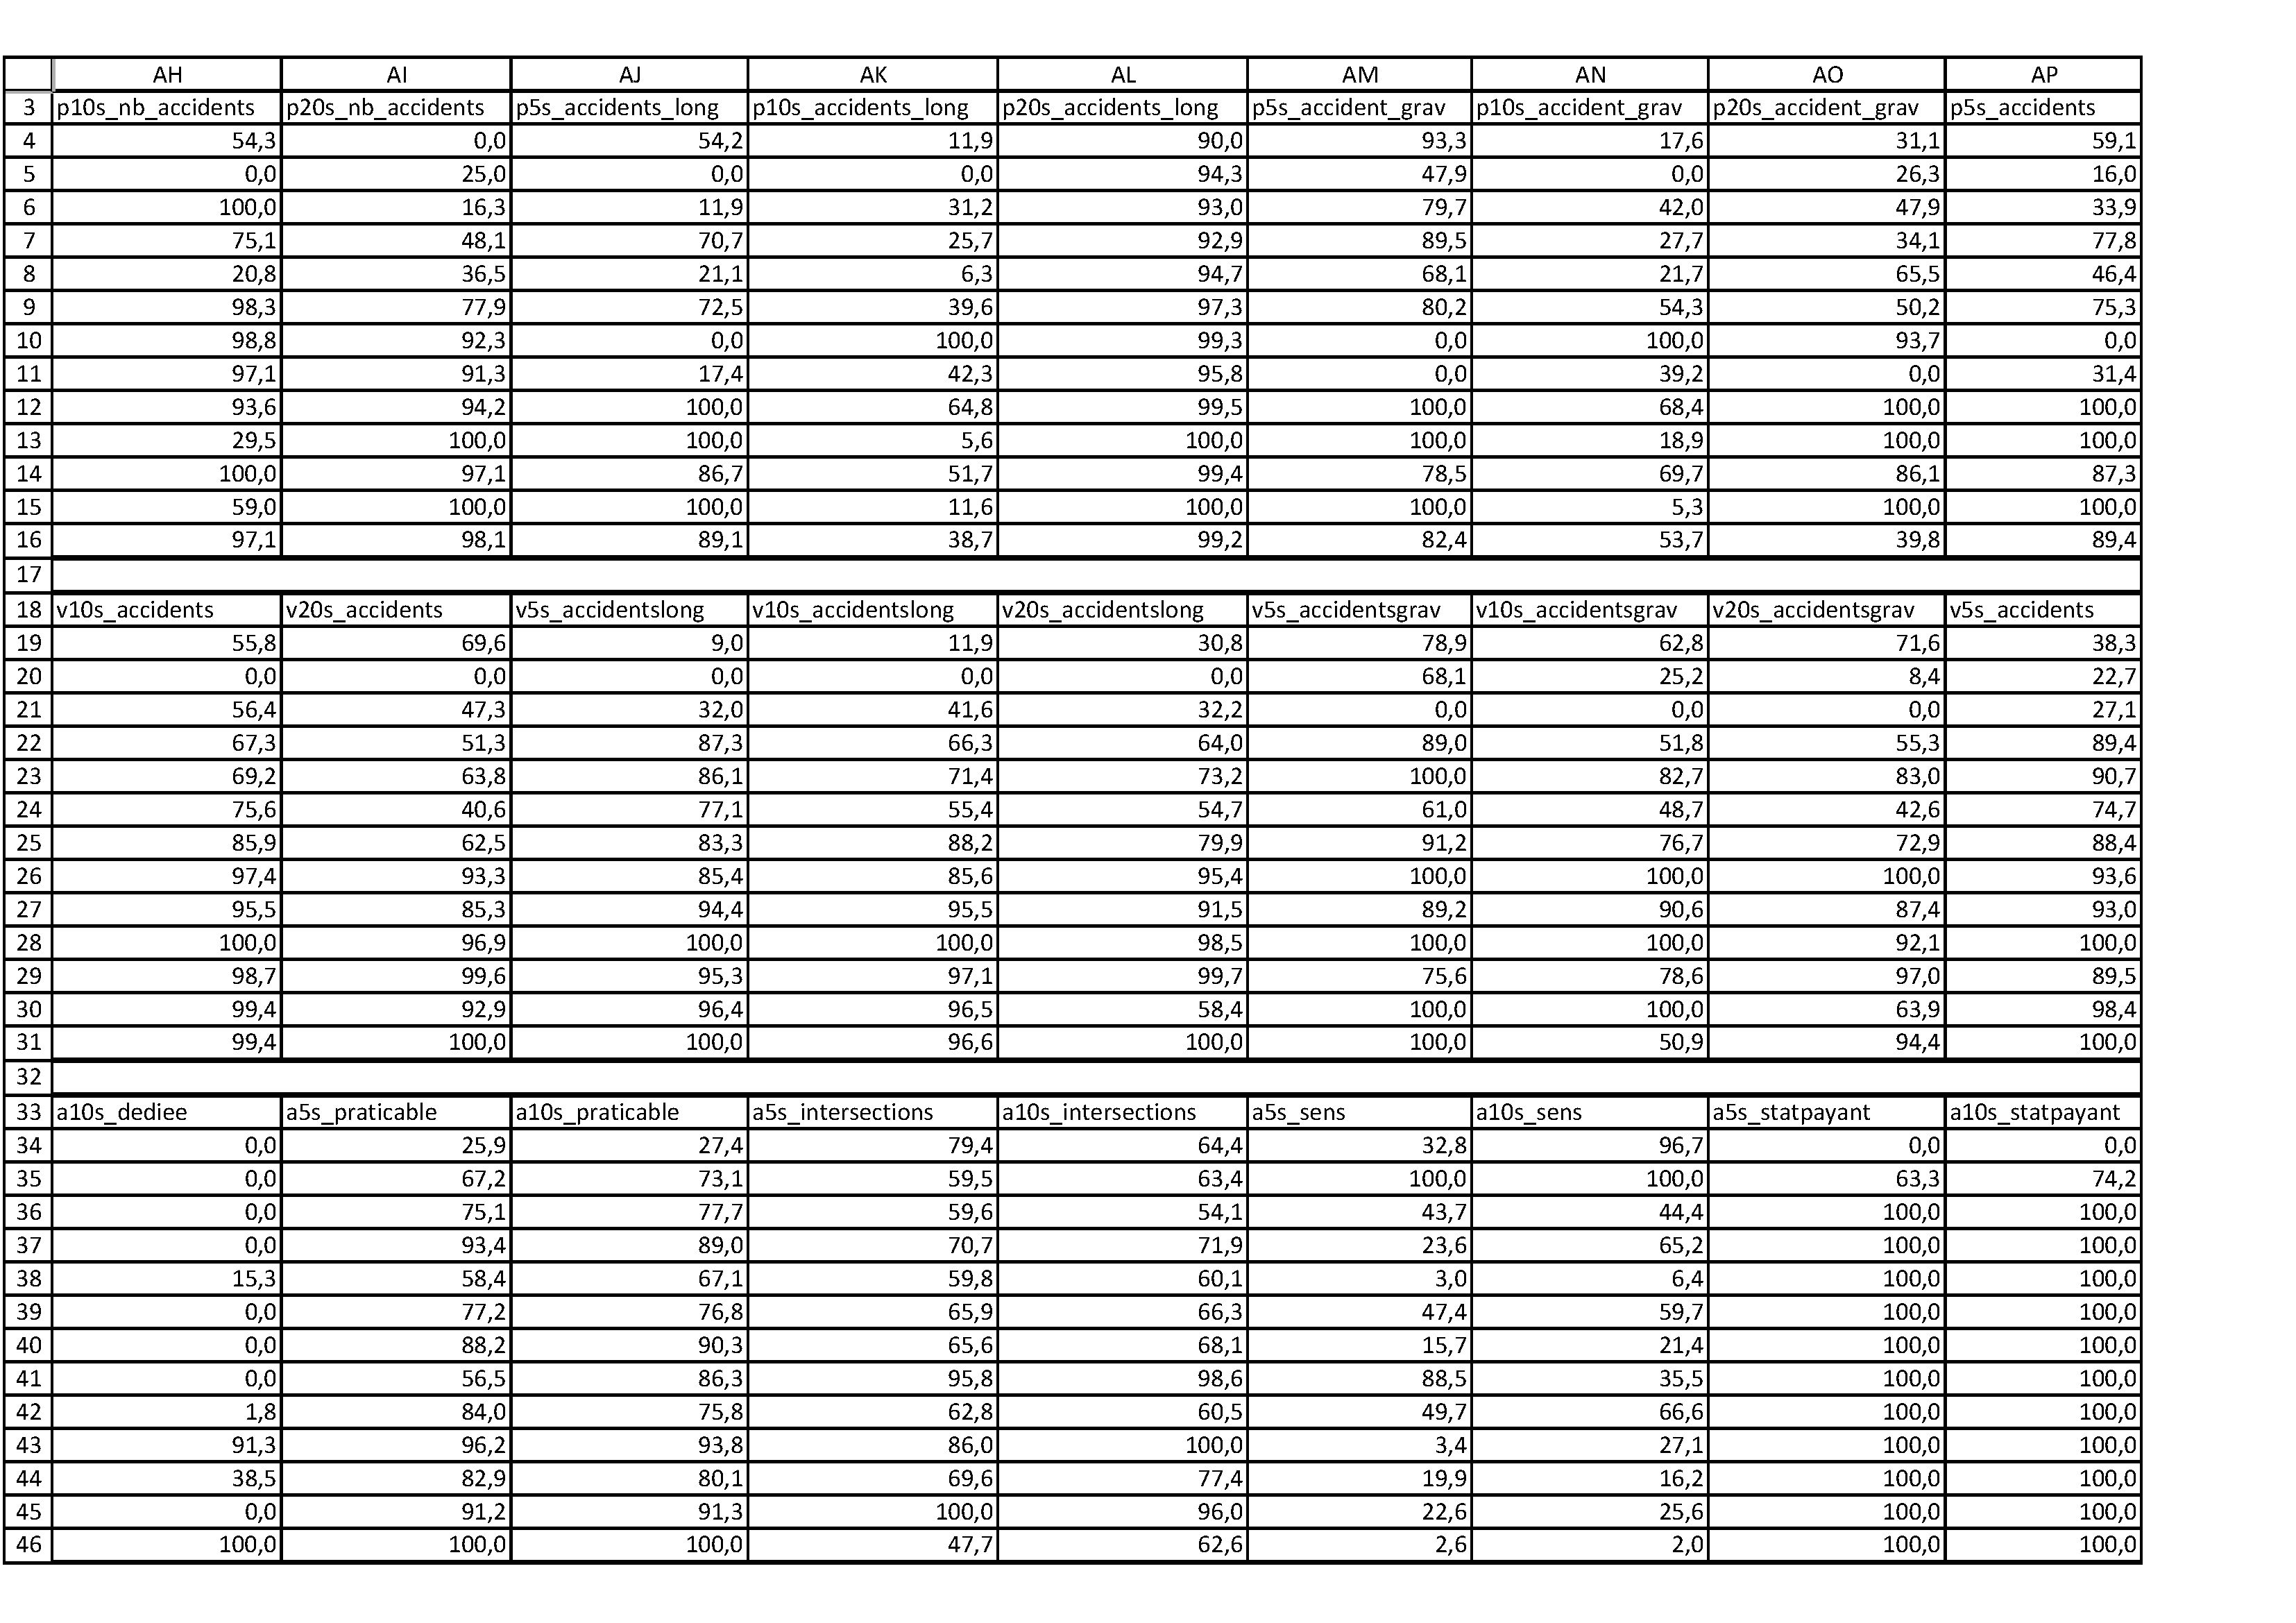 AH AI AJ AK AL AM AN AO AP
3 p10s_nb_accidents p20s_nb_accidents p5s_accidents_long p10s_accidents_long p20s_accidents_long p5s_accident_grav p10s_accident_grav p20s_accident_grav p5s_accidents
4 54,3 0,0 54,2 11,9 90,0 93,3 17,6 31,1 59,1
5 0,0 25,0 0,0 0,0 94,3 47,9 0,0 26,3 16,0
6 100,0 16,3 11,9 31,2 93,0 79,7 42,0 47,9 33,9
7 75,1 48,1 70,7 25,7 92,9 89,5 27,7 34,1 77,8
8 20,8 36,5 21,1 6,3 94,7 68,1 21,7 65,5 46,4
9 98,3 77,9 72,5 39,6 97,3 80,2 54,3 50,2 75,3
10 98,8 92,3 0,0 100,0 99,3 0,0 100,0 93,7 0,0
11 97,1 91,3 17,4 42,3 95,8 0,0 39,2 0,0 31,4
12 93,6 94,2 100,0 64,8 99,5 100,0 68,4 100,0 100,0
13 29,5 100,0 100,0 5,6 100,0 100,0 18,9 100,0 100,0
14 100,0 97,1 86,7 51,7 99,4 78,5 69,7 86,1 87,3
15 59,0 100,0 100,0 11,6 100,0 100,0 5,3 100,0 100,0
16 97,1 98,1 89,1 38,7 99,2 82,4 53,7 39,8 89,4
17
18 v10s_accidents v20s_accidents v5s_accidentslong v10s_accidentslong v20s_accidentslong v5s_accidentsgrav v10s_accidentsgrav v20s_accidentsgrav v5s_accidents
19 55,8 69,6 9,0 11,9 30,8 78,9 62,8 71,6 38,3
20 0,0 0,0 0,0 0,0 0,0 68,1 25,2 8,4 22,7
21 56,4 47,3 32,0 41,6 32,2 0,0 0,0 0,0 27,1
22 67,3 51,3 87,3 66,3 64,0 89,0 51,8 55,3 89,4
23 69,2 63,8 86,1 71,4 73,2 100,0 82,7 83,0 90,7
24 75,6 40,6 77,1 55,4 54,7 61,0 48,7 42,6 74,7
25 85,9 62,5 83,3 88,2 79,9 91,2 76,7 72,9 88,4
26 97,4 93,3 85,4 85,6 95,4 100,0 100,0 100,0 93,6
27 95,5 85,3 94,4 95,5 91,5 89,2 90,6 87,4 93,0
28 100,0 96,9 100,0 100,0 98,5 100,0 100,0 92,1 100,0
29 98,7 99,6 95,3 97,1 99,7 75,6 78,6 97,0 89,5
30 99,4 92,9 96,4 96,5 58,4 100,0 100,0 63,9 98,4
31 99,4 100,0 100,0 96,6 100,0 100,0 50,9 94,4 100,0
32
33 a10s_dediee a5s_praticable a10s_praticable a5s_intersections a10s_intersections a5s_sens a10s_sens a5s_statpayant a10s_statpayant
34 0,0 25,9 27,4 79,4 64,4 32,8 96,7 0,0 0,0
35 0,0 67,2 73,1 59,5 63,4 100,0 100,0 63,3 74,2
36 0,0 75,1 77,7 59,6 54,1 43,7 44,4 100,0 100,0
37 0,0 93,4 89,0 70,7 71,9 23,6 65,2 100,0 100,0
38 15,3 58,4 67,1 59,8 60,1 3,0 6,4 100,0 100,0
39 0,0 77,2 76,8 65,9 66,3 47,4 59,7 100,0 100,0
40 0,0 88,2 90,3 65,6 68,1 15,7 21,4 100,0 100,0
41 0,0 56,5 86,3 95,8 98,6 88,5 35,5 100,0 100,0
42 1,8 84,0 75,8 62,8 60,5 49,7 66,6 100,0 100,0
43 91,3 96,2 93,8 86,0 100,0 3,4 27,1 100,0 100,0
44 38,5 82,9 80,1 69,6 77,4 19,9 16,2 100,0 100,0
45 0,0 91,2 91,3 100,0 96,0 22,6 25,6 100,0 100,0
46 100,0 100,0 100,0 47,7 62,6 2,6 2,0 100,0 100,0